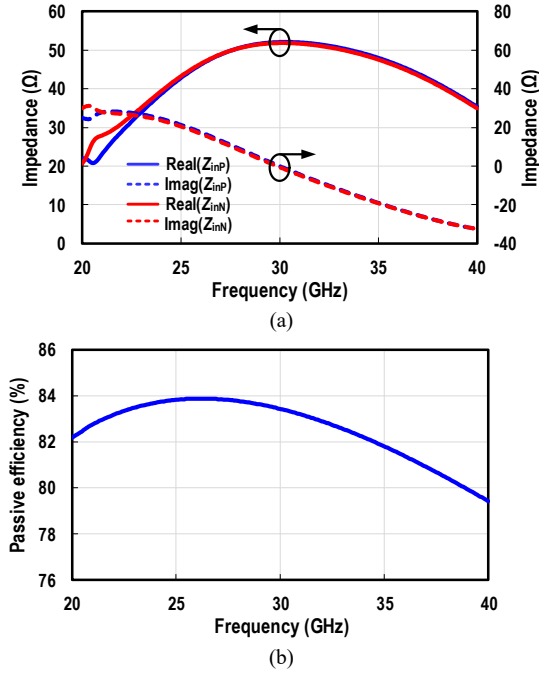 60
50
40
30
20
10
0
80
60
40
20
0
-20
-40
Impedance (Ω)
Impedance (Ω)
Real(ZinP)
Imag(ZinP)
Real(ZinN)
Imag(ZinN)
20 25 30 35 40
Frequency (GHz)
(a)
86
84
82
80
78
76
Passive efficiency (%)
20 25 30 35 40
Frequency (GHz)
(b)